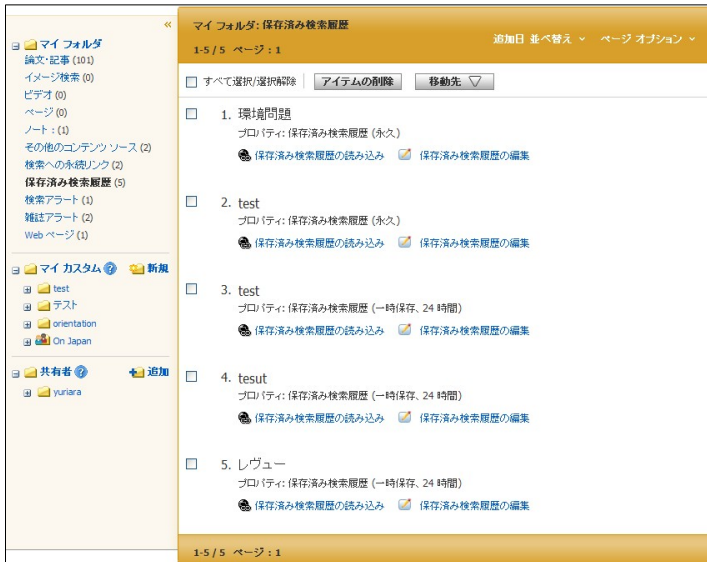 «
マイ フォルダ
論文・記事 (101)
イメージ検索 (0)
ビデオ (0)
ページ (0)
ノート : (1)
その他のコンテンツ ソース (2)
検索への永続リンク (2)
保存済み検索履歴 (5)
検索アラート (1)
雑誌アラート (2)
Web ページ (1)
マイ カスタム ? 新規
test
テスト
orientation
On Japan
共有者 ? 追加
yuriara
マイ フォルダ: 保存済み検索履歴
1-5 / 5 ページ : 1
追加日 並べ替え ページ オプション
すべて選択/選択解除 アイテムの削除 移動先 ▽
1. 環境問題
プロパティ: 保存済み検索履歴 (永久)
保存済み検索履歴の読み込み 保存済み検索履歴の編集
2. test
プロパティ: 保存済み検索履歴 (永久)
保存済み検索履歴の読み込み 保存済み検索履歴の編集
3. test
プロパティ: 保存済み検索履歴 (一時保存、24 時間)
保存済み検索履歴の読み込み 保存済み検索履歴の編集
4. tesut
プロパティ: 保存済み検索履歴 (一時保存、24 時間)
保存済み検索履歴の読み込み 保存済み検索履歴の編集
5. レヴュー
プロパティ: 保存済み検索履歴 (一時保存、24 時間)
保存済み検索履歴の読み込み 保存済み検索履歴の編集
1-5 / 5 ページ : 1